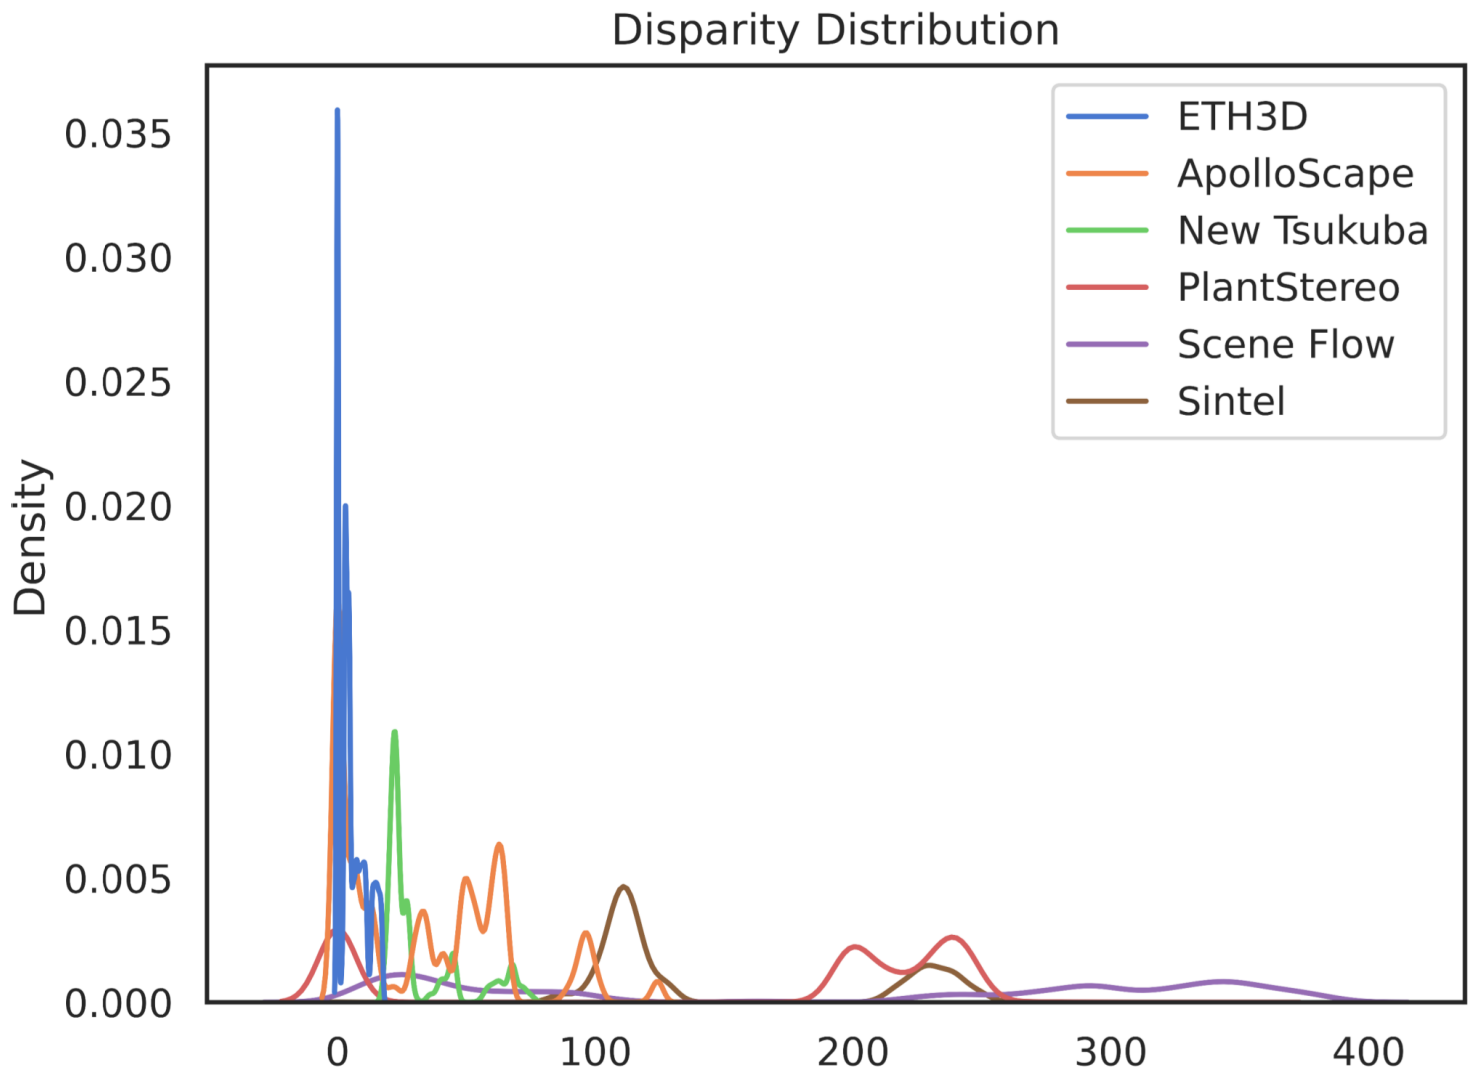 Disparity Distribution
0.035
0.030
0.025
0.020
0.015
0.010
0.005
0.000
Density
ETH3D
ApolloScape
New Tsukuba
PlantStereo
Scene Flow
Sintel
0 100 200 300 400